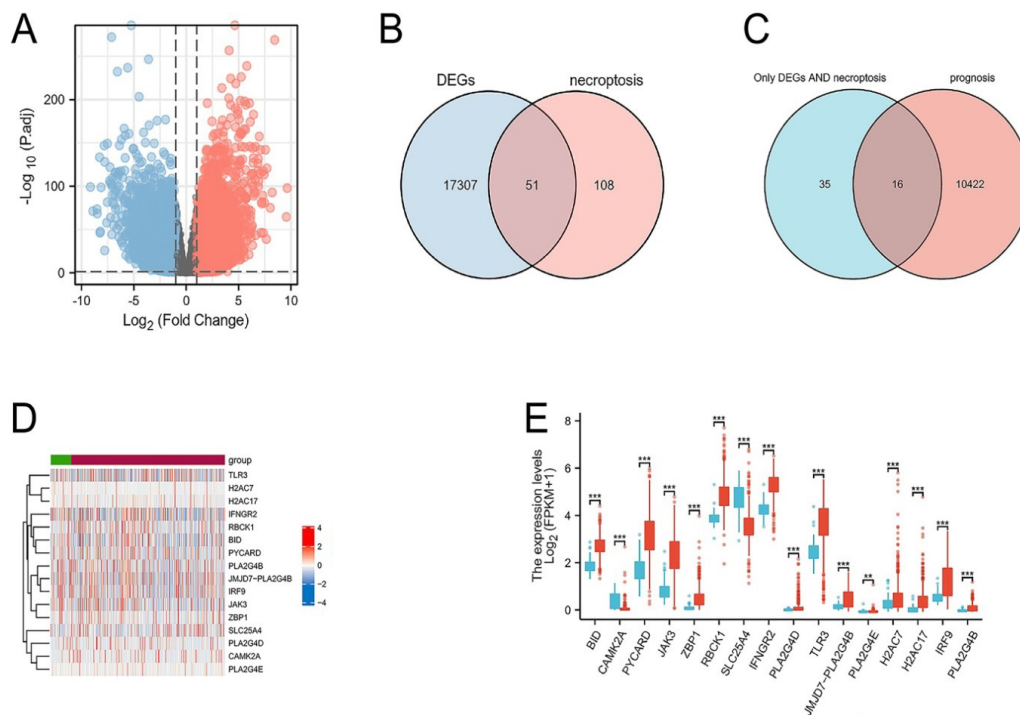 A
-Log 10 (P.adj)
200
100
0
-10
-5
0
5
10
Log2 (Fold Change)
B
DEGs
necroptosis
17307
51
108
C
Only DEGs AND necroptosis
prognosis
35
16
10422
D
group
TLR3
H2AC7
H2AC17
IFNGR2
RBCK1
BID
PYCARD
PLA2G4B
JMJD7-PLA2G4B
IRF9
JAK3
ZBP1
SLC25A4
PLA2G4D
CAMK2A
PLA2G4E
4
2
0
-2
-4
E
The expression levels
Log2 (FPKM+1)
8
6
4
2
0
***
***
***
***
***
***
***
***
***
***
***
**
***
***
***
***
BID
CAMK2A
PYCARD
JAK3
ZBP1
RBCK1
SLC25A4
IFNGR2
PLA2G4D
TLR3
JMJD7-PLA2G4B
PLA2G4E
H2AC7
H2AC17
IRF9
PLA2G4B